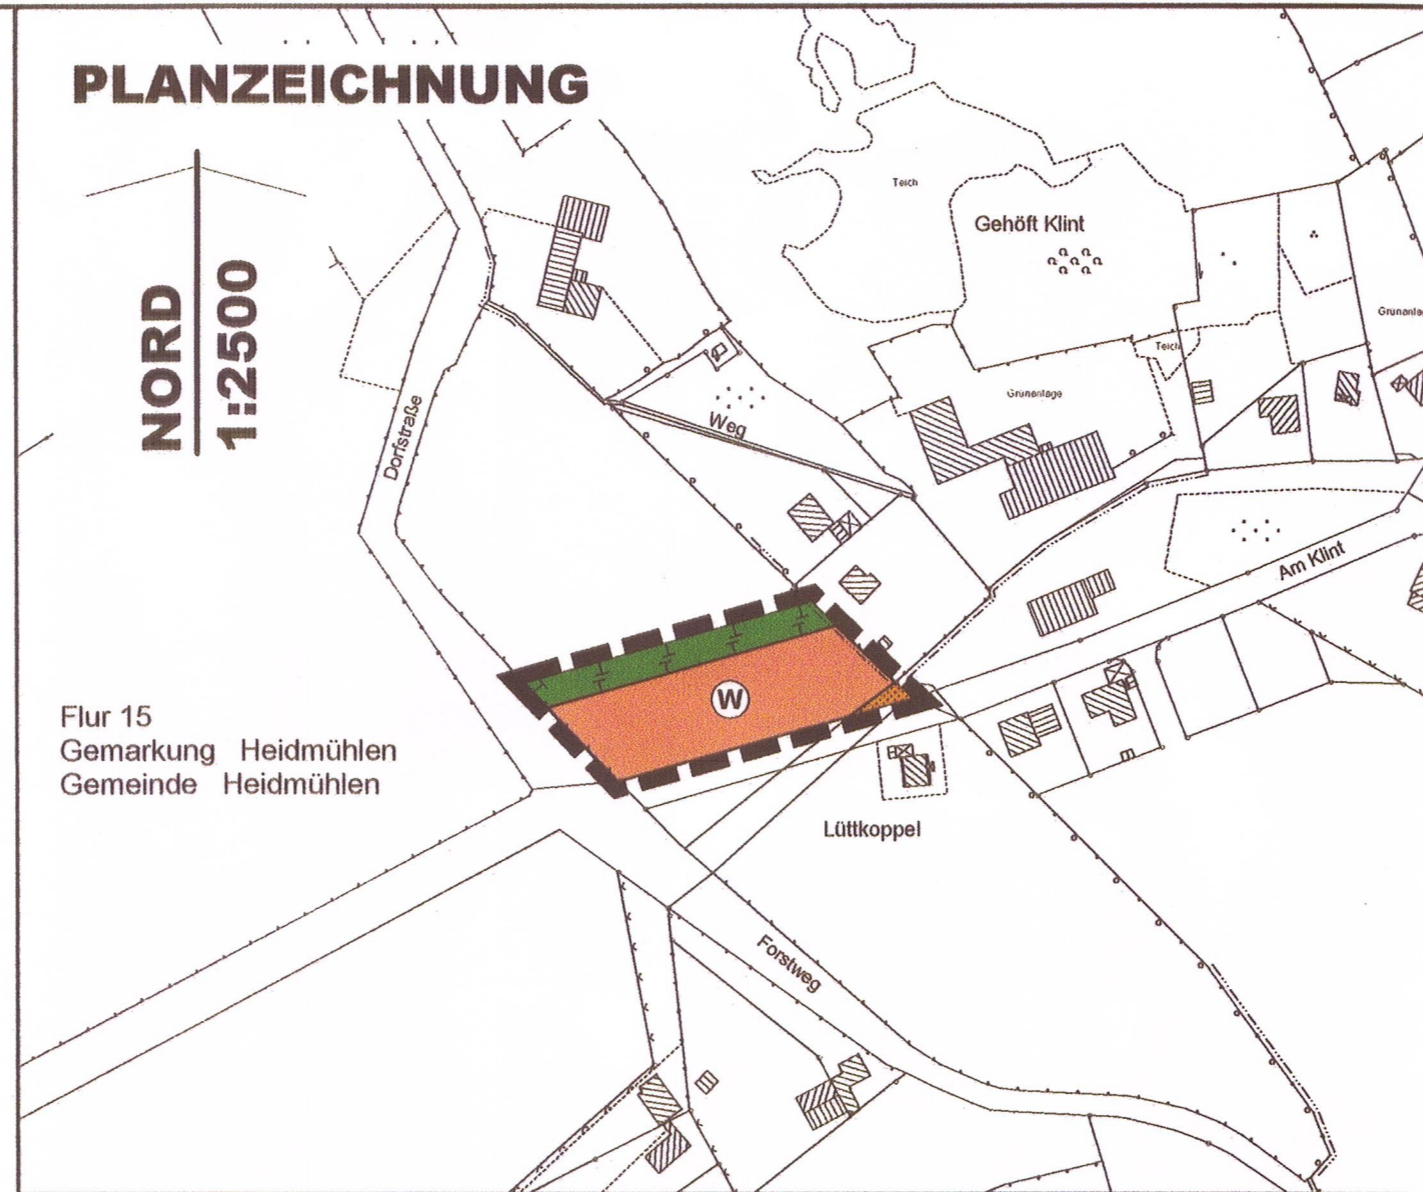 PLANZEICHNUNG
NORD
1:2500
Teich
Gehöft Klint
Teich
Grünanlage
Dorfstraße
Weg
Am Klint
W
Flur 15
Gemarkung Heidmühlen
Gemeinde Heidmühlen
Lüttkoppel
Forstweg